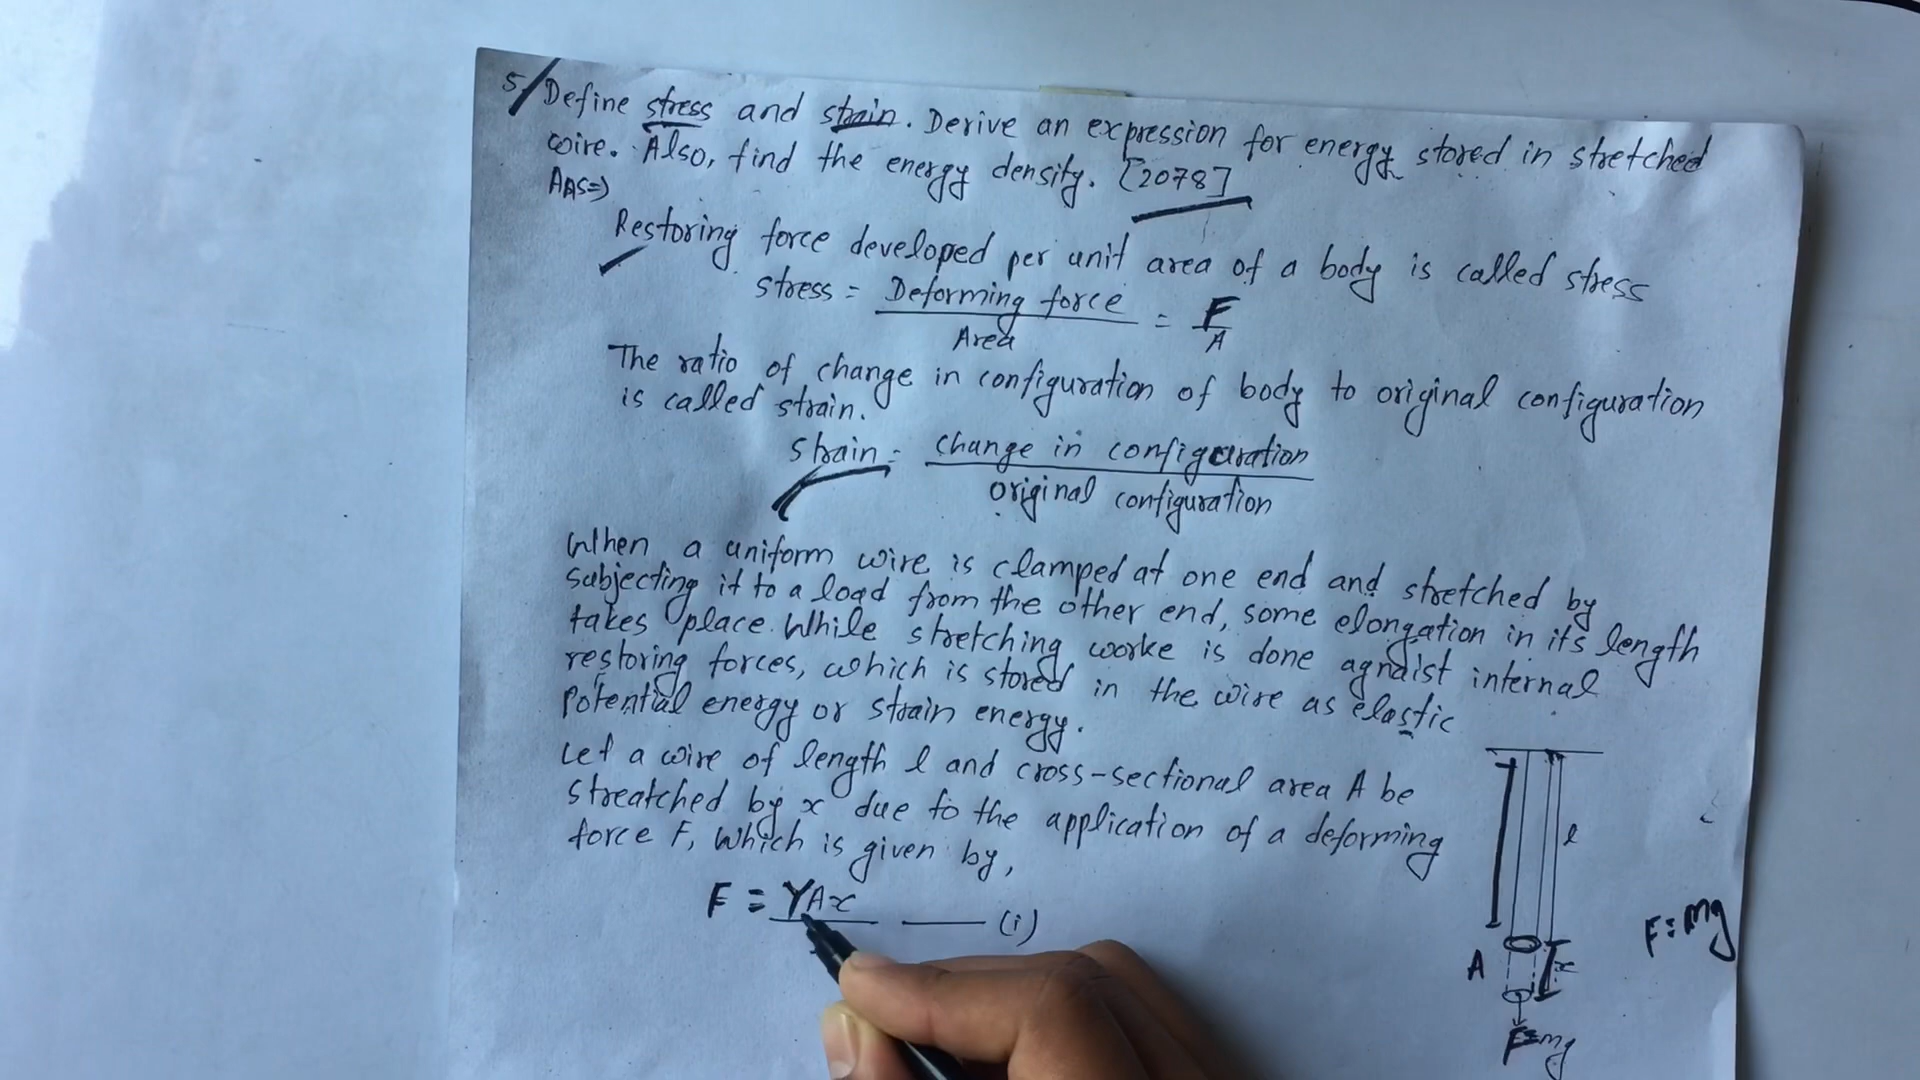 5. Define stress and strain. Derive an expression for energy stored in stretched
wire. Also, find the energy density. [2078]
Ans=>
Restoring force developed per unit area of a body is called stress
stress = Deforming force / Area = F / A
The ratio of change in configuration of body to original configuration
is called strain.
strain = change in configuration / original configuration
When a uniform wire is clamped at one end and stretched by
subjecting it to a load from the other end, some elongation in its length
takes place. While stretching worke is done agnaist internal
restoring forces, which is stored in the wire as elastic
Potential energy or strain energy.
Let a wire of length l and cross-sectional area A be
streatched by x due to the application of a deforming
force F, which is given by,
F = YAx (i)
l
A
x
F=mg
F=mg